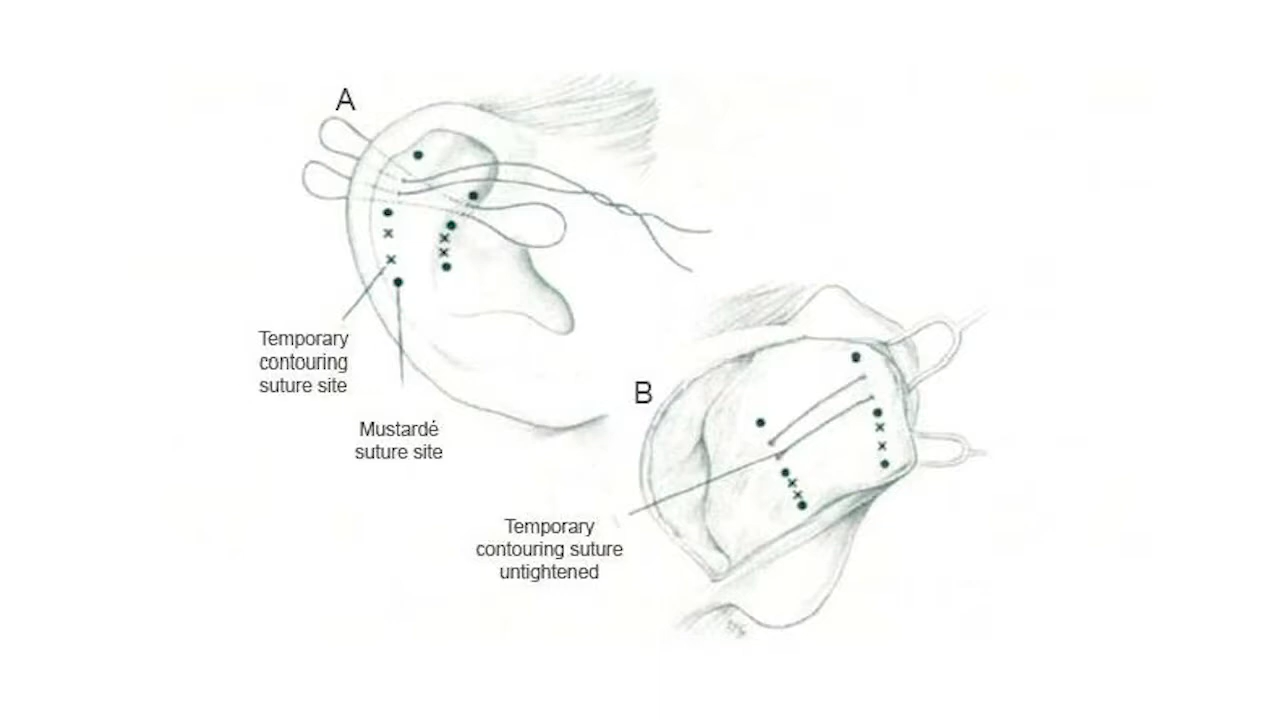 A
Temporary
contouring
suture site
Mustardé
suture site
B
Temporary
contouring suture
untightened